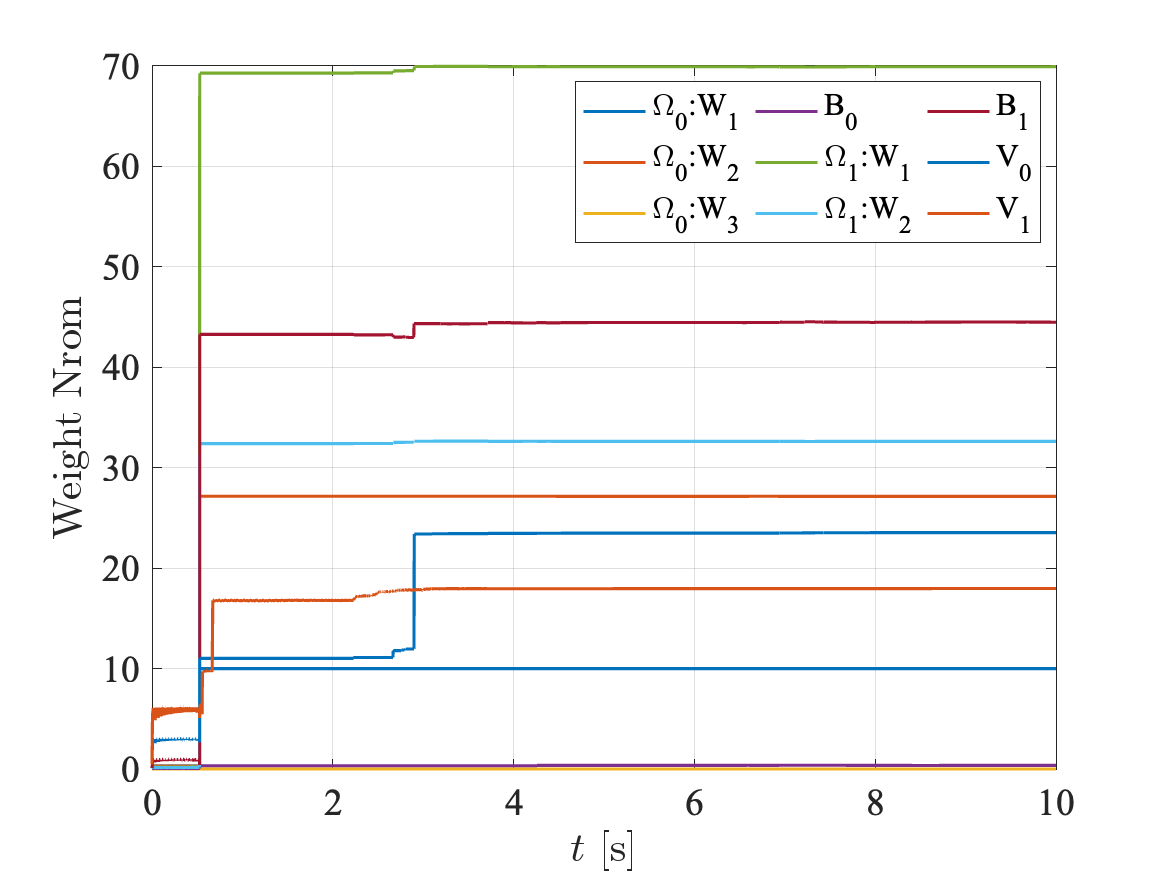 70
60
50
40
30
20
10
0
Weight Nrom
Ω₀:W₁ B₀ B₁
Ω₀:W₂ Ω₁:W₁ V₀
Ω₀:W₃ Ω₁:W₂ V₁
0 2 4 6 8 10
t [s]